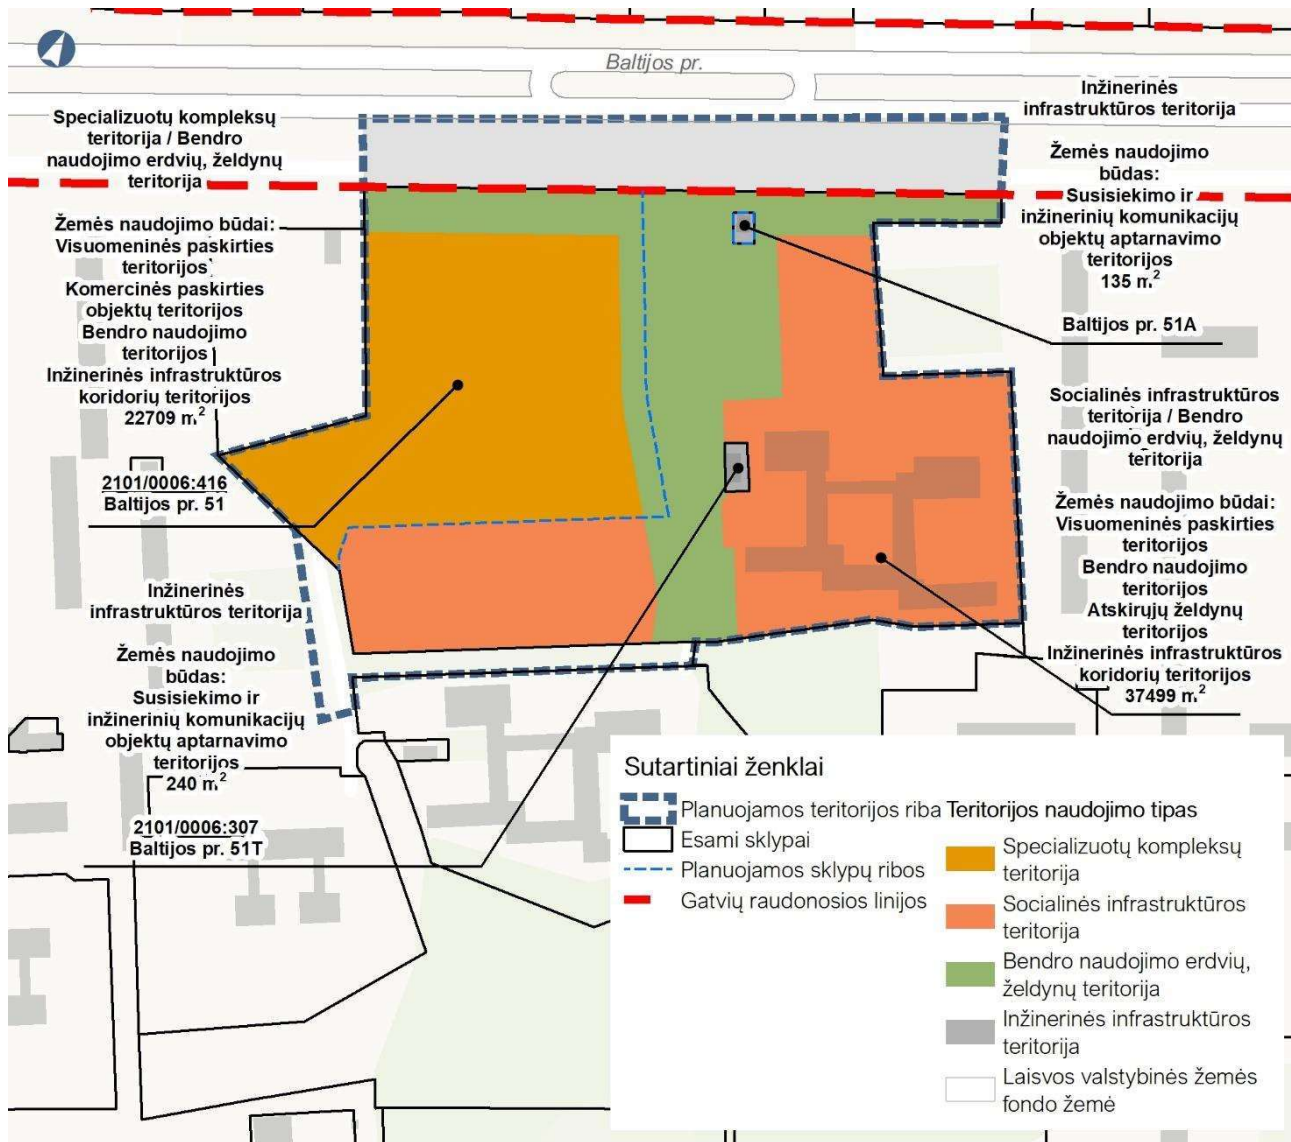 Baltijos pr.
Specializuotų kompleksų
teritorija / Bendro
naudojimo erdvių, želdynų
teritorija
Žemės naudojimo būdai:
Visuomeninės paskirties
teritorijos
Komercinės paskirties
objektų teritorijos
Bendro naudojimo
teritorijos
Inžinerinės infrastruktūros
koridorių teritorijos
22709 m²
2101/0006:416
Baltijos pr. 51
Inžinerinės
infrastruktūros teritorija
Žemės naudojimo
būdas:
Susisiekimo ir
inžinerinių komunikacijų
objektų aptarnavimo
teritorijos
240 m²
2101/0006:307
Baltijos pr. 51T
Inžinerinės
infrastruktūros teritorija
Žemės naudojimo
būdas:
Susisiekimo ir
inžinerinių komunikacijų
objektų aptarnavimo
teritorijos
135 m²
Baltijos pr. 51A
Socialinės infrastruktūros
teritorija / Bendro
naudojimo erdvių, želdynų
teritorija
Žemės naudojimo būdai:
Visuomeninės paskirties
teritorijos
Bendro naudojimo
teritorijos
Atskirųjų želdynų
teritorijos
Inžinerinės infrastruktūros
koridorių teritorijos
37499 m²
Sutartiniai ženklai
Planuojamos teritorijos riba
Esami sklypai
Planuojamos sklypų ribos
Gatvių raudonosios linijos
Teritorijos naudojimo tipas
Specializuotų kompleksų
teritorija
Socialinės infrastruktūros
teritorija
Bendro naudojimo erdvių,
želdynų teritorija
Inžinerinės infrastruktūros
teritorija
Laisvos valstybinės žemės
fondo žemė